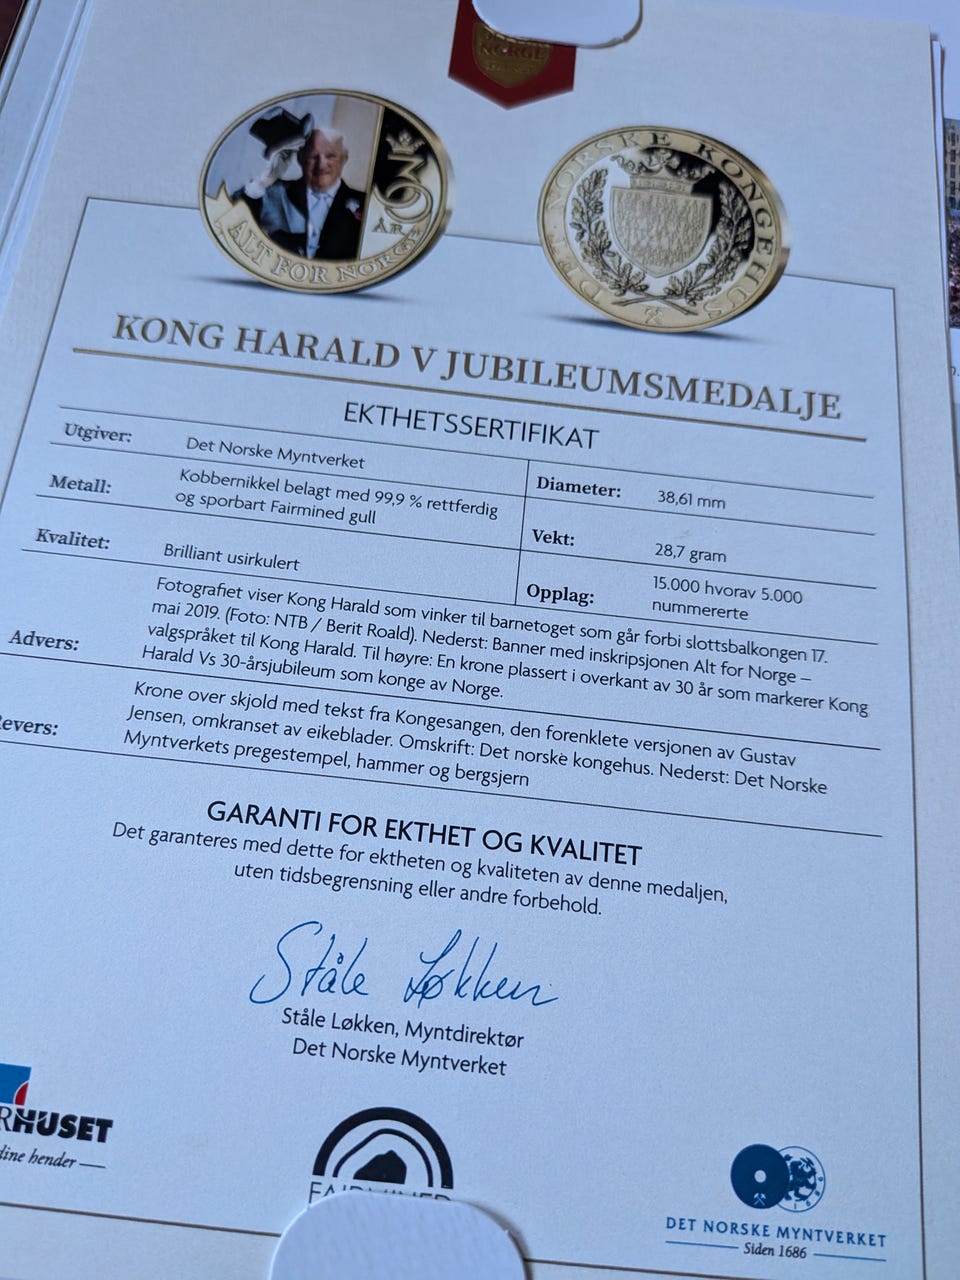 NORGE
ALT FOR NORGE
30
ÅR
DET NORSKE KONGEHUS
KONG HARALD V JUBILEUMSMEDALJE
EKTHETSSERTIFIKAT
Utgiver: Det Norske Myntverket
Metall: Kobbernikkel belagt med 99,9 % rettferdig
og sporbart Fairmined gull
Kvalitet: Brilliant usirkulert
Diameter: 38,61 mm
Vekt: 28,7 gram
Opplag: 15.000 hvorav 5.000
nummererte
Advers: Fotografiet viser Kong Harald som vinker til barnetoget som går forbi slottsbalkongen 17.
mai 2019. (Foto: NTB / Berit Roald). Nederst: Banner med inskripsjonen Alt for Norge –
valgspråket til Kong Harald. Til høyre: En krone plassert i overkant av 30 år som markerer Kong
Harald Vs 30-årsjubileum som konge av Norge.
evers: Krone over skjold med tekst fra Kongesangen, den forenklete versjonen av Gustav
Jensen, omkranset av eikeblader. Omskrift: Det norske kongehus. Nederst: Det Norske
Myntverkets pregestempel, hammer og bergsjern
GARANTI FOR EKTHET OG KVALITET
Det garanteres med dette for ektheten og kvaliteten av denne medaljen,
uten tidsbegrensning eller andre forbehold.
Ståle Løkken
Ståle Løkken, Myntdirektør
Det Norske Myntverket
RHUSET
dine hender
FAIRMINED
1686
DET NORSKE MYNTVERKET
Siden 1686